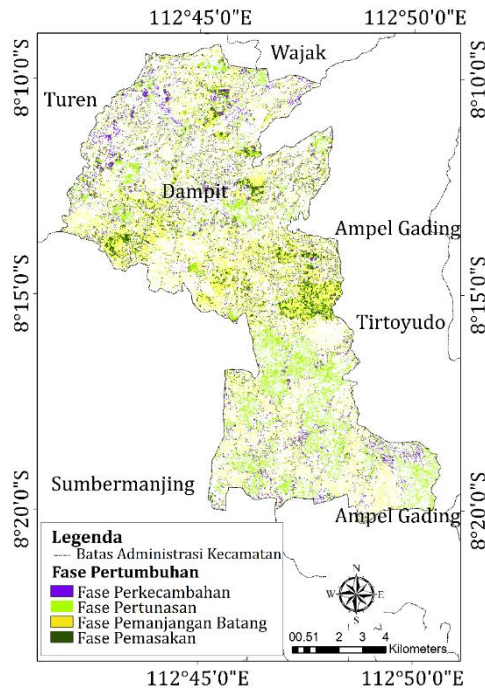 112°45'0"E 112°50'0"E
Wajak
8°10'0"S 8°10'0"S
Turen
Dampit
Ampel Gading
8°15'0"S 8°15'0"S
Tirtoyudo
Sumbermanjing
8°20'0"S 8°20'0"S
Ampel Gading
Legenda
Batas Administrasi Kecamatan
Fase Pertumbuhan
Fase Perkecambahan
Fase Pertunasan
Fase Pemanjangan Batang
Fase Pemasakan
N
W E
S
00.51 2 3 4
Kilometers
112°45'0"E 112°50'0"E